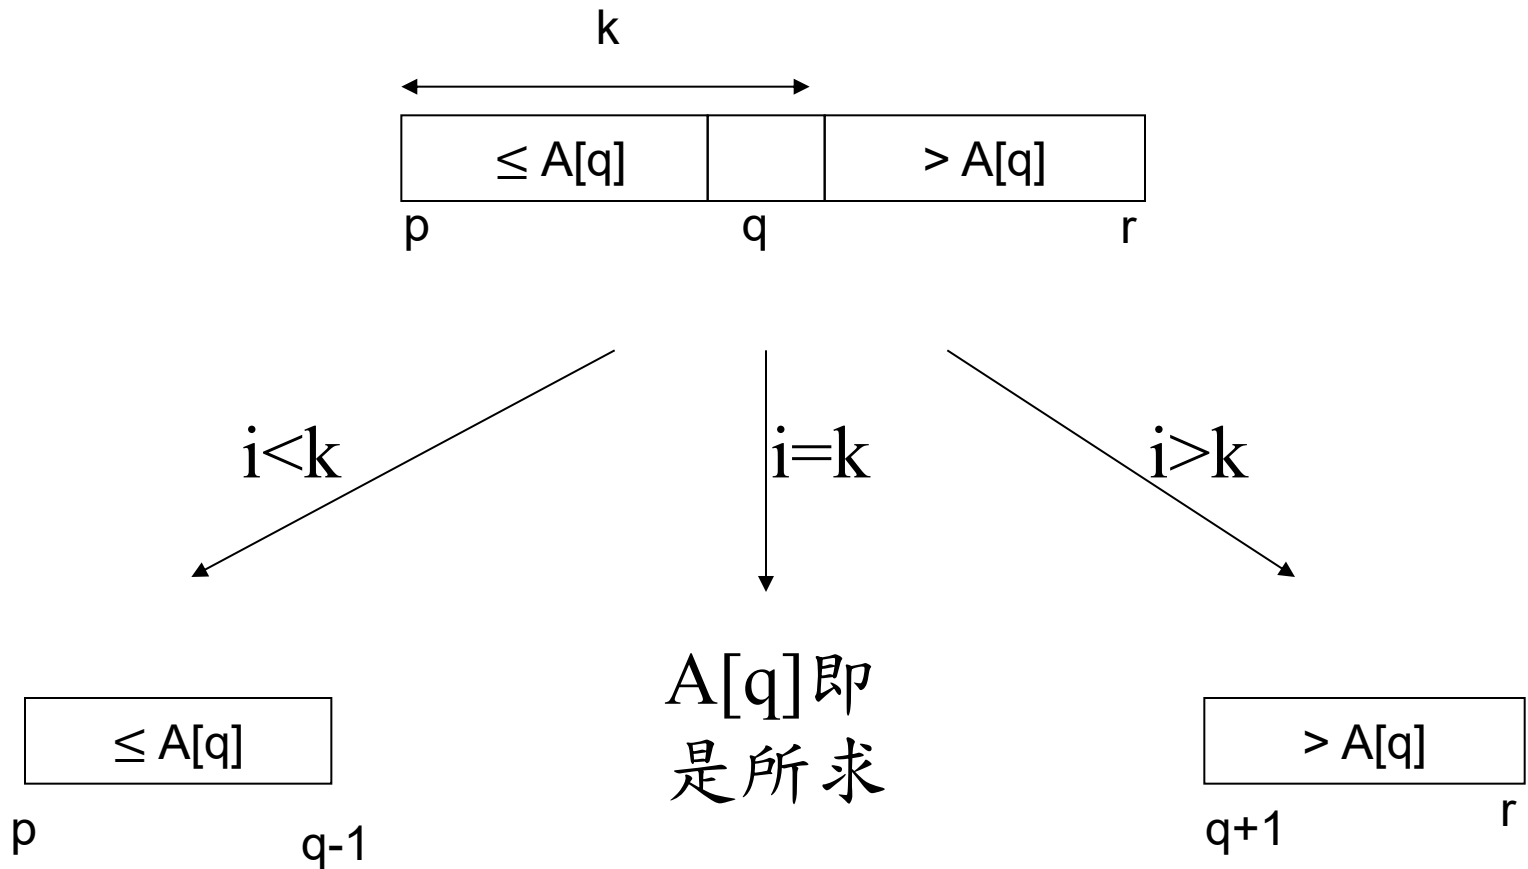 k
≤ A[q]
> A[q]
p
q
r
i<k
i=k
i>k
A[q]即
是所求
≤ A[q]
> A[q]
p
q-1
q+1
r